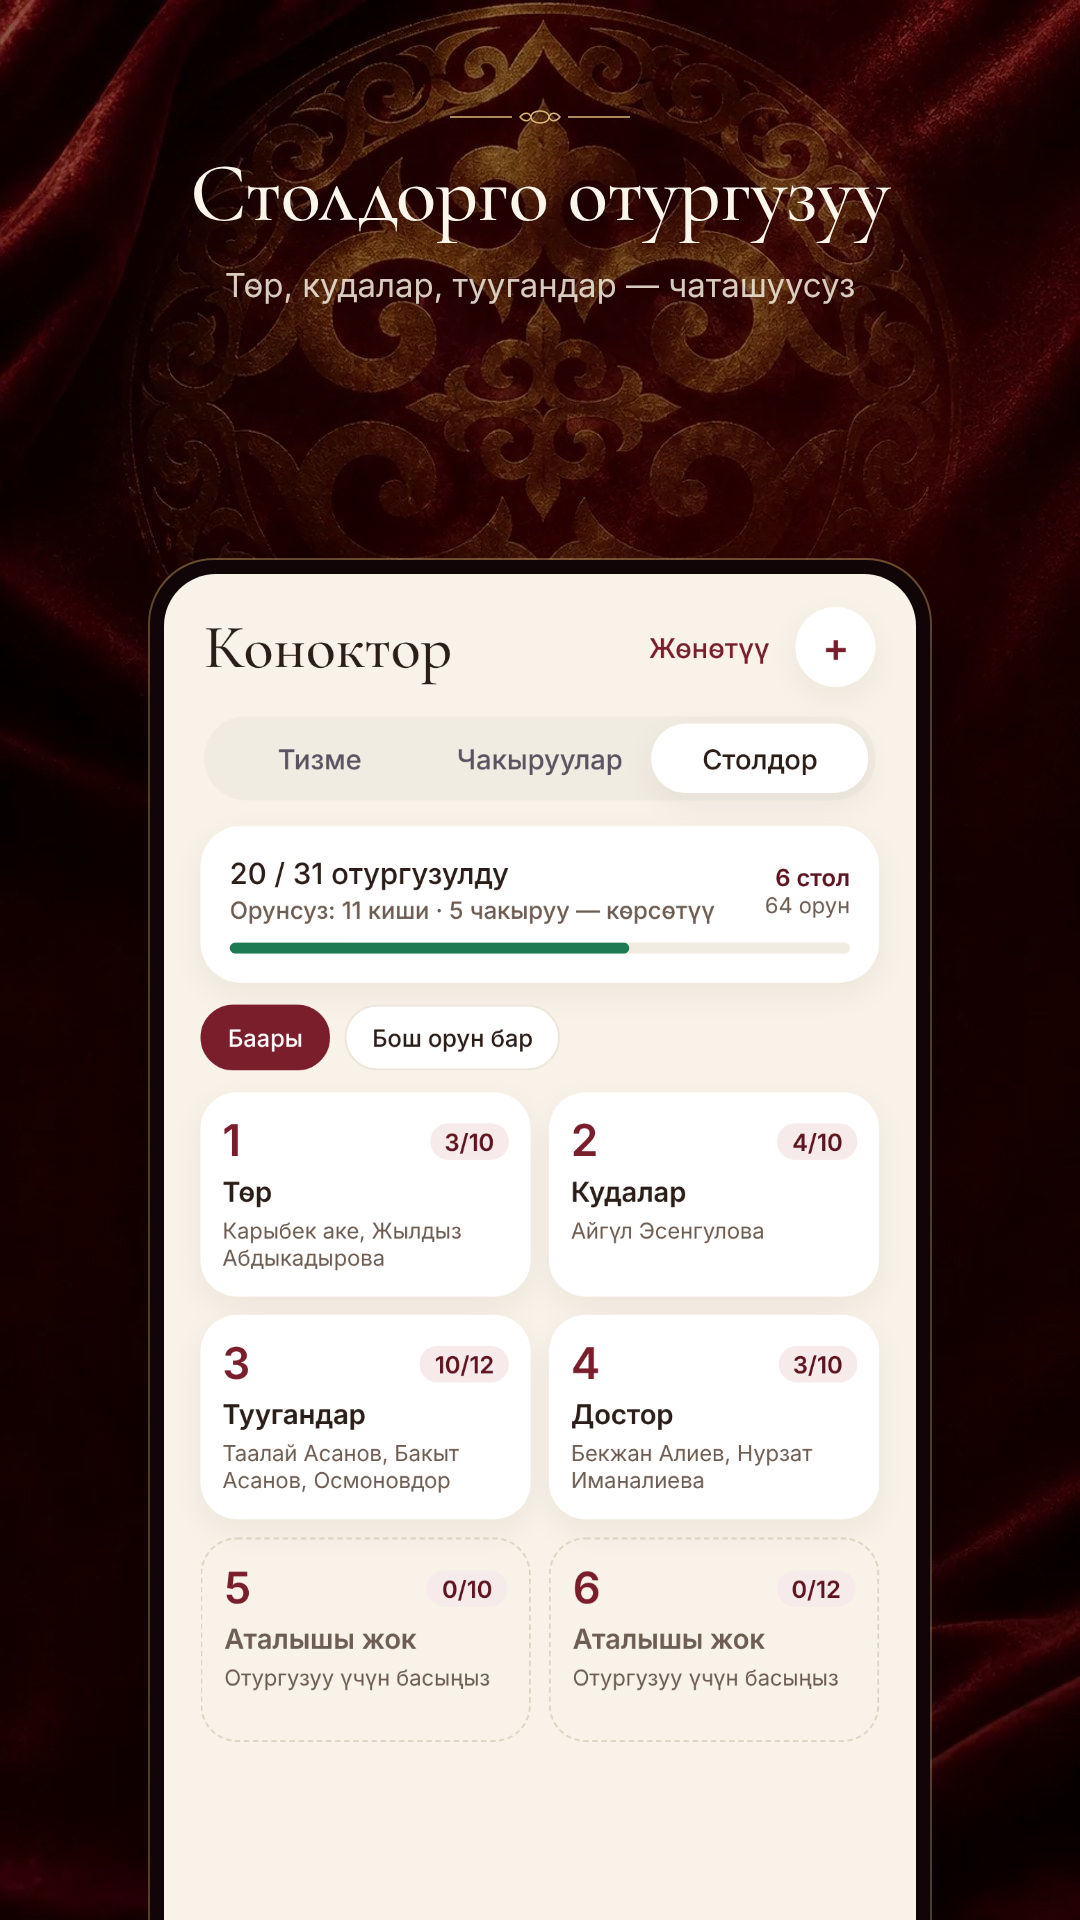 Столдорго отургузуу
Төр, кудалар, туугандар — чаташуусуз
Коноктор
Жөнөтүү
+
Тизме
Чакыруулар
Столдор
20 / 31 отургузулду
6 стол
Орунсуз: 11 киши · 5 чакыруу — көрсөтүү
64 орун
Баары
Бош орун бар
1
3/10
Төр
Карыбек аке, Жылдыз
Абдыкадырова
2
4/10
Кудалар
Айгүл Эсенгулова
3
10/12
Туугандар
Таалай Асанов, Бакыт
Асанов, Осмоновдор
4
3/10
Достор
Бекжан Алиев, Нурзат
Иманалиева
5
0/10
Аталышы жок
Отургузуу үчүн басыңыз
6
0/12
Аталышы жок
Отургузуу үчүн басыңыз